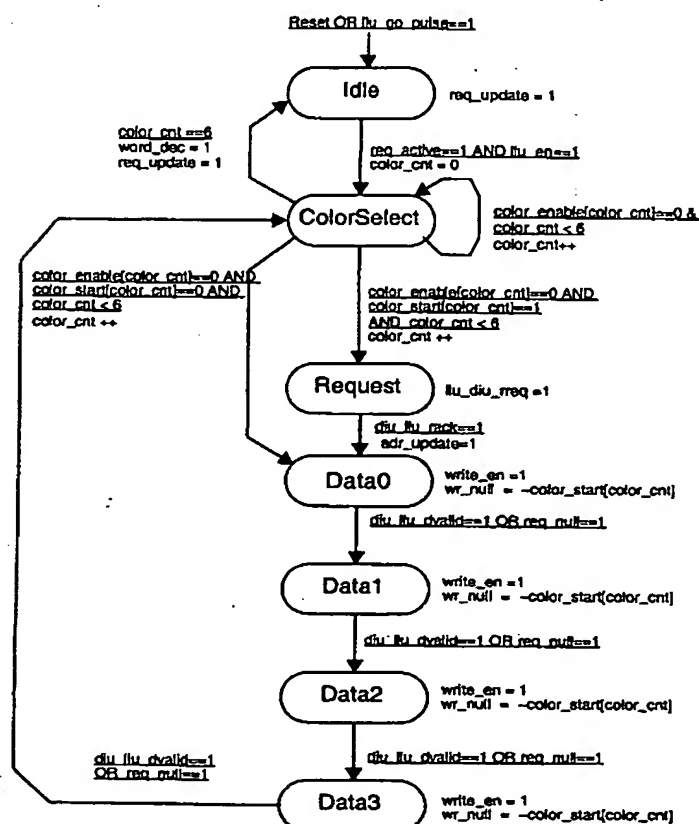 Reset OR llu_go_pulse==1
Idle
req_update = 1
color_cnt ==6
word_dec = 1
req_update = 1
req_active==1 AND llu_en==1
color_cnt = 0
ColorSelect
color_enable[color_cnt]==0 &
color_cnt < 6
color_cnt++
color_enable[color_cnt]==0 AND
color_start[color_cnt]==0 AND
color_cnt < 6
color_cnt ++
color_enable[color_cnt]==0 AND
color_start[color_cnt]==1
AND color_cnt < 6
color_cnt ++
Request
llu_diu_rreq =1
diu_llu_rack==1
adr_update=1
Data0
write_en =1
wr_null = ~color_start[color_cnt]
diu_llu_dvalid==1 OR req_null==1
Data1
write_en =1
wr_null = ~color_start[color_cnt]
diu_llu_dvalid==1 OR req_null==1
Data2
write_en = 1
wr_null = ~color_start[color_cnt]
diu_llu_dvalid==1
OR req_null==1
diu_llu_dvalid==1 OR req_null==1
Data3
write_en = 1
wr_null = ~color_start[color_cnt]